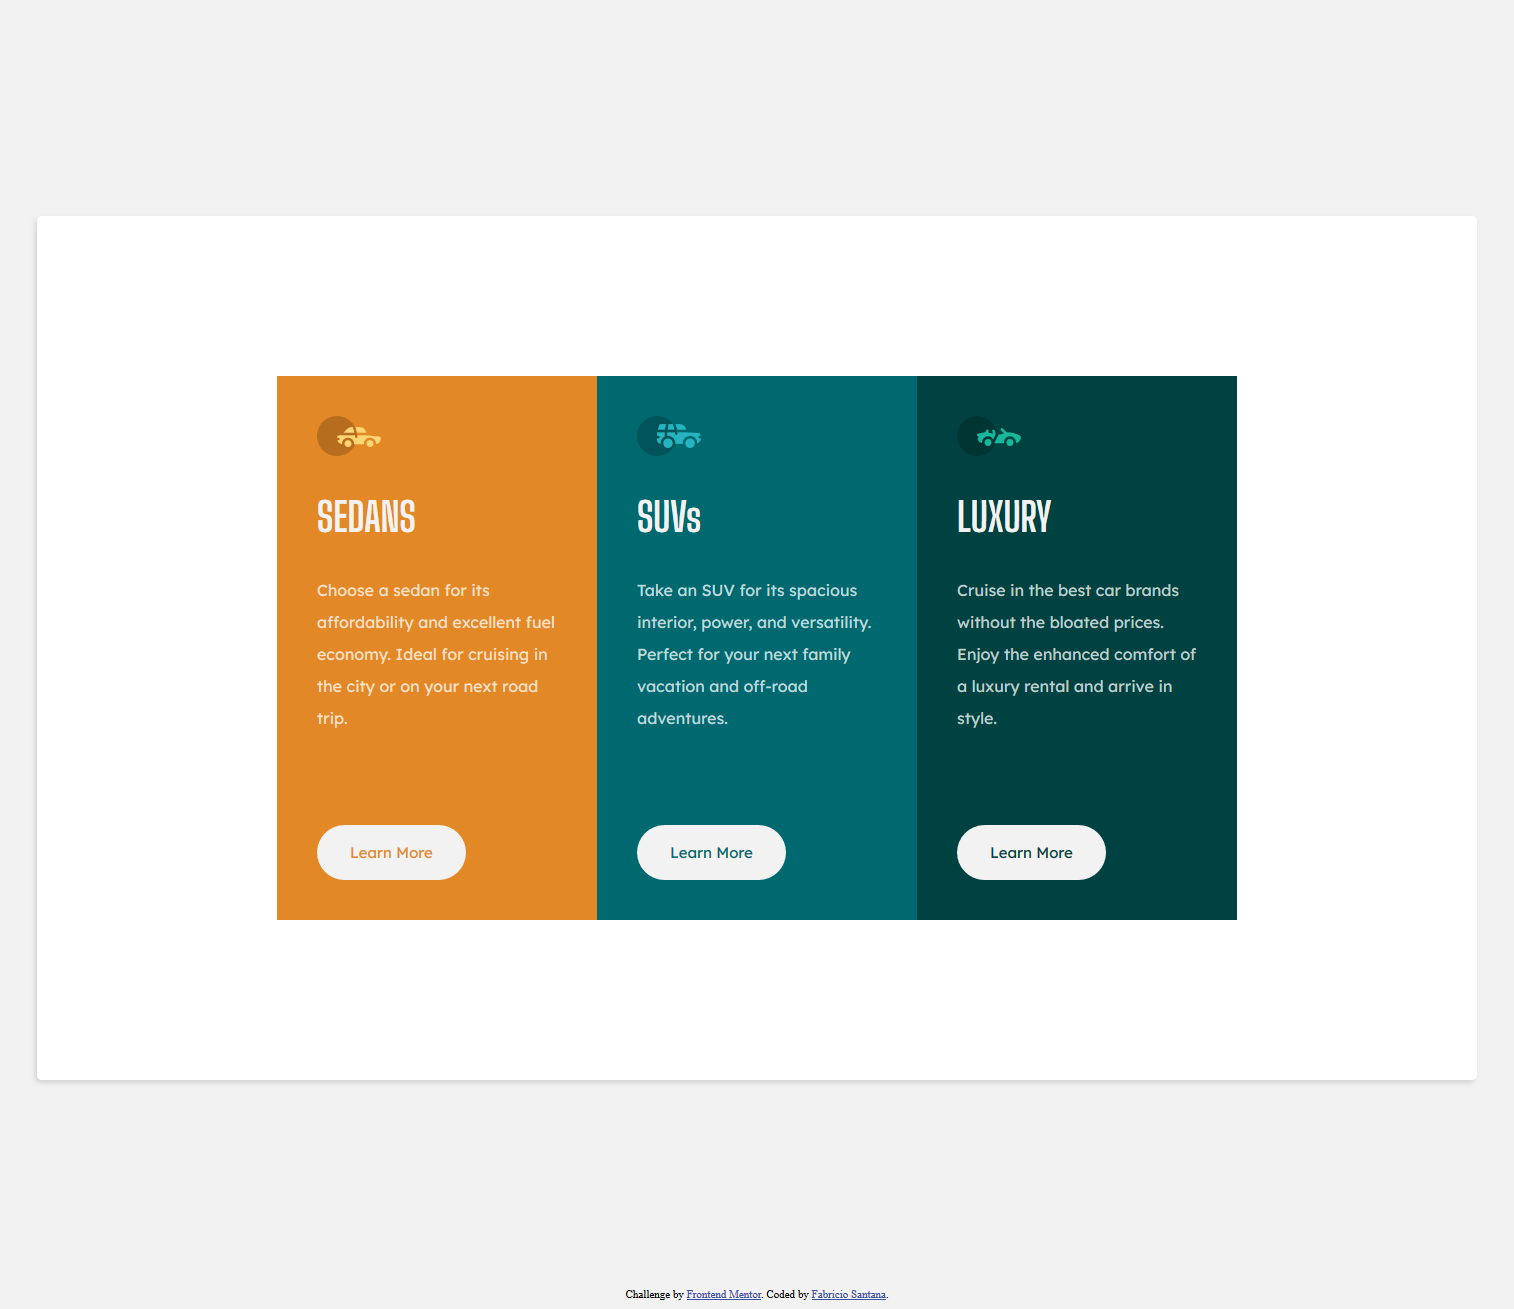 SEDANS
Choose a sedan for its
affordability and excellent fuel
economy. Ideal for cruising in
the city or on your next road
trip.
Learn More
SUVs
Take an SUV for its spacious
interior, power, and versatility.
Perfect for your next family
vacation and off-road
adventures.
Learn More
LUXURY
Cruise in the best car brands
without the bloated prices.
Enjoy the enhanced comfort of
a luxury rental and arrive in
style.
Learn More
Challenge by Frontend Mentor. Coded by Fabricio Santana.